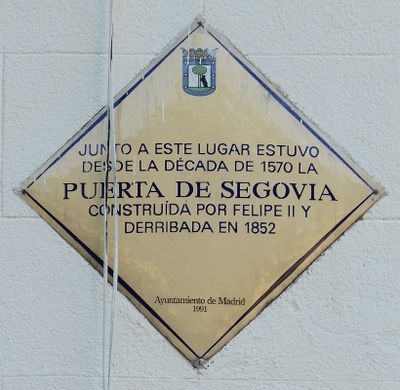 JUNTO A ESTE LUGAR ESTUVO
DESDE LA DÉCADA DE 1570 LA
PUERTA DE SEGOVIA
CONSTRUÍDA POR FELIPE II Y
DERRIBADA EN 1852
Ayuntamiento de Madrid
1991